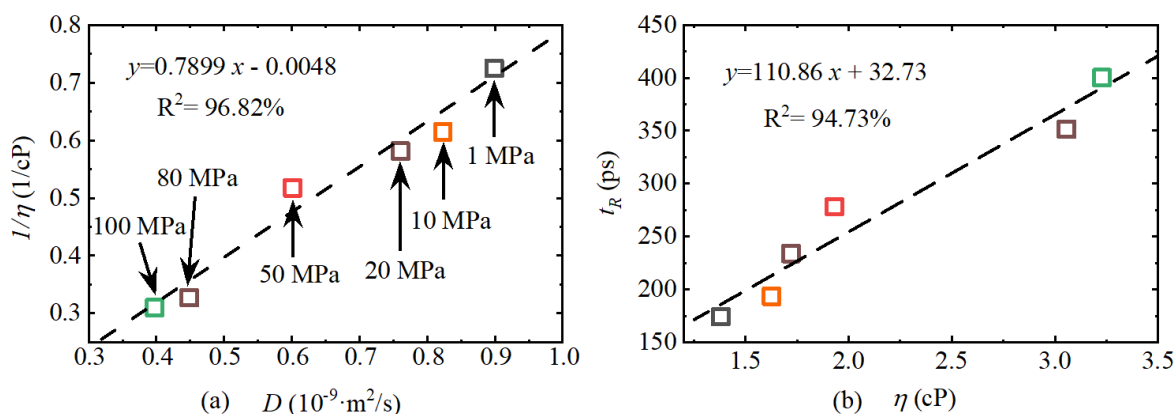 0.8
0.7
0.6
0.5
0.4
0.3
1/η (1/cP)
y=0.7899 x - 0.0048
R²= 96.82%
80 MPa
100 MPa
50 MPa
20 MPa
10 MPa
1 MPa
0.3 0.4 0.5 0.6 0.7 0.8 0.9 1.0
(a) D (10⁻⁹·m²/s)
450
400
350
300
250
200
150
t_R (ps)
y=110.86 x + 32.73
R²= 94.73%
1.5 2.0 2.5 3.0 3.5
(b) η (cP)